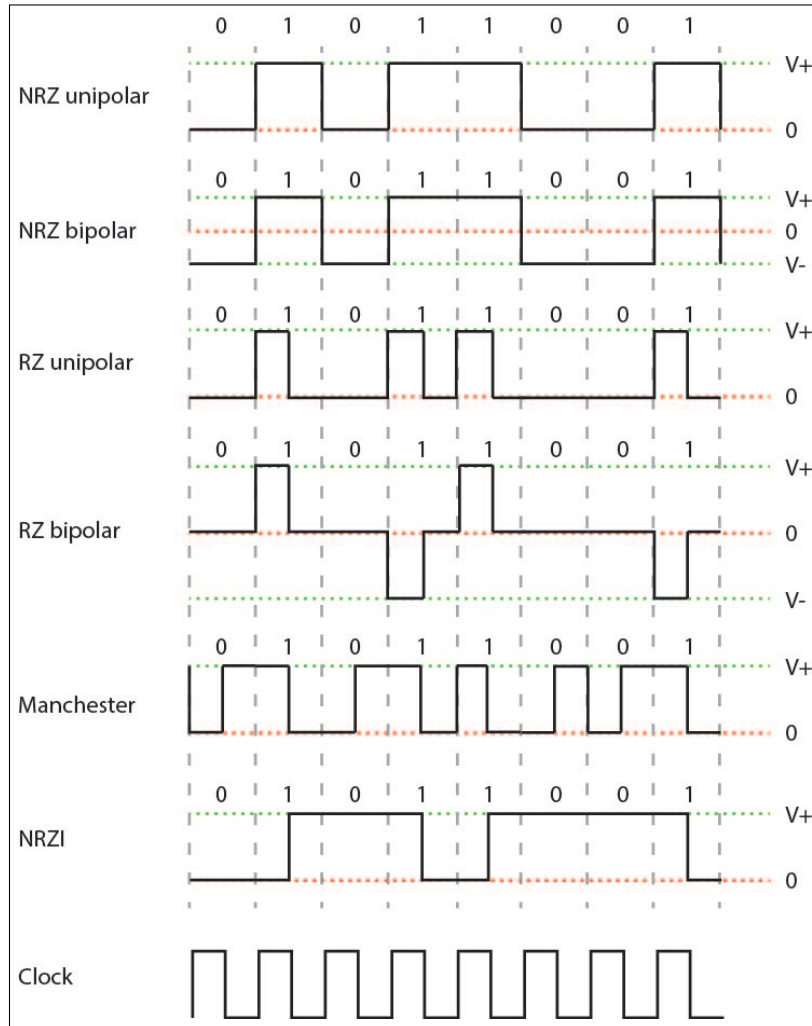 0 1 0 1 1 0 0 1
V+
NRZ unipolar
0
0 1 0 1 1 0 0 1
V+
NRZ bipolar 0
V-
0 1 0 1 1 0 0 1
V+
RZ unipolar
0
0 1 0 1 1 0 0 1
V+
RZ bipolar 0
V-
0 1 0 1 1 0 0 1
V+
Manchester
0
0 1 0 1 1 0 0 1
V+
NRZI
0
Clock